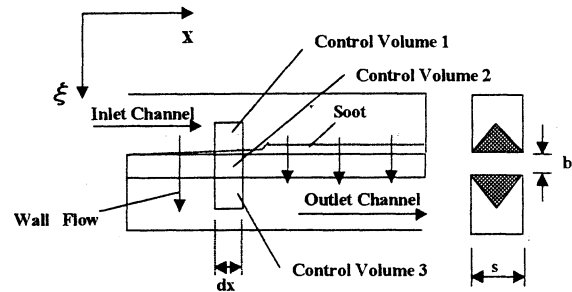 X
ξ
Control Volume 1
Control Volume 2
Soot
Inlet Channel
b
Wall Flow
Outlet Channel
Control Volume 3
dx
s